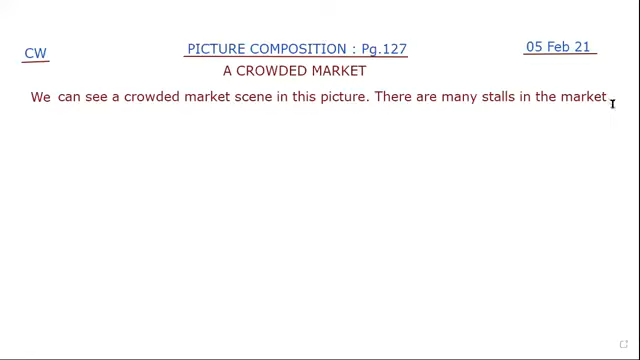 CW
PICTURE COMPOSITION : Pg.127
05 Feb 21
A CROWDED MARKET
We can see a crowded market scene in this picture. There are many stalls in the market